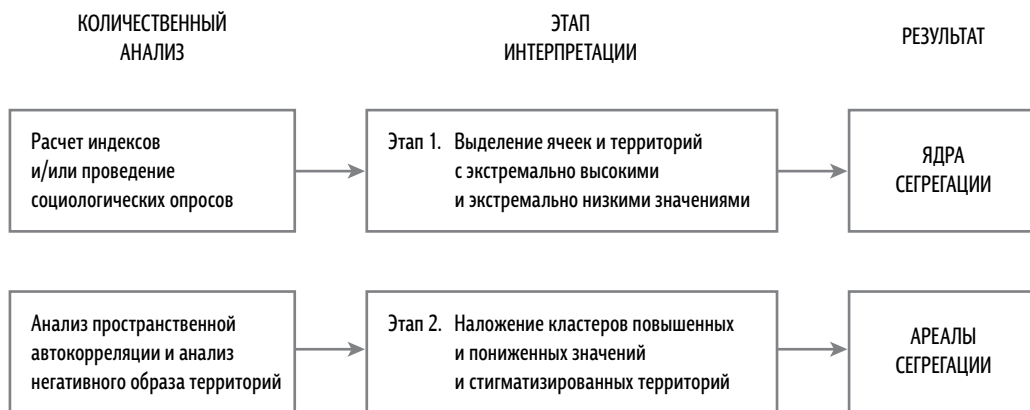 КОЛИЧЕСТВЕННЫЙ
АНАЛИЗ
ЭТАП
ИНТЕРПРЕТАЦИИ
РЕЗУЛЬТАТ
Расчет индексов
и/или проведение
социологических опросов
Этап 1. Выделение ячеек и территорий
с экстремально высокими
и экстремально низкими значениями
ЯДРА
СЕГРЕГАЦИИ
Анализ пространственной
автокорреляции и анализ
негативного образа территорий
Этап 2. Наложение кластеров повышенных
и пониженных значений
и стигматизированных территорий
АРЕАЛЫ
СЕГРЕГАЦИИ